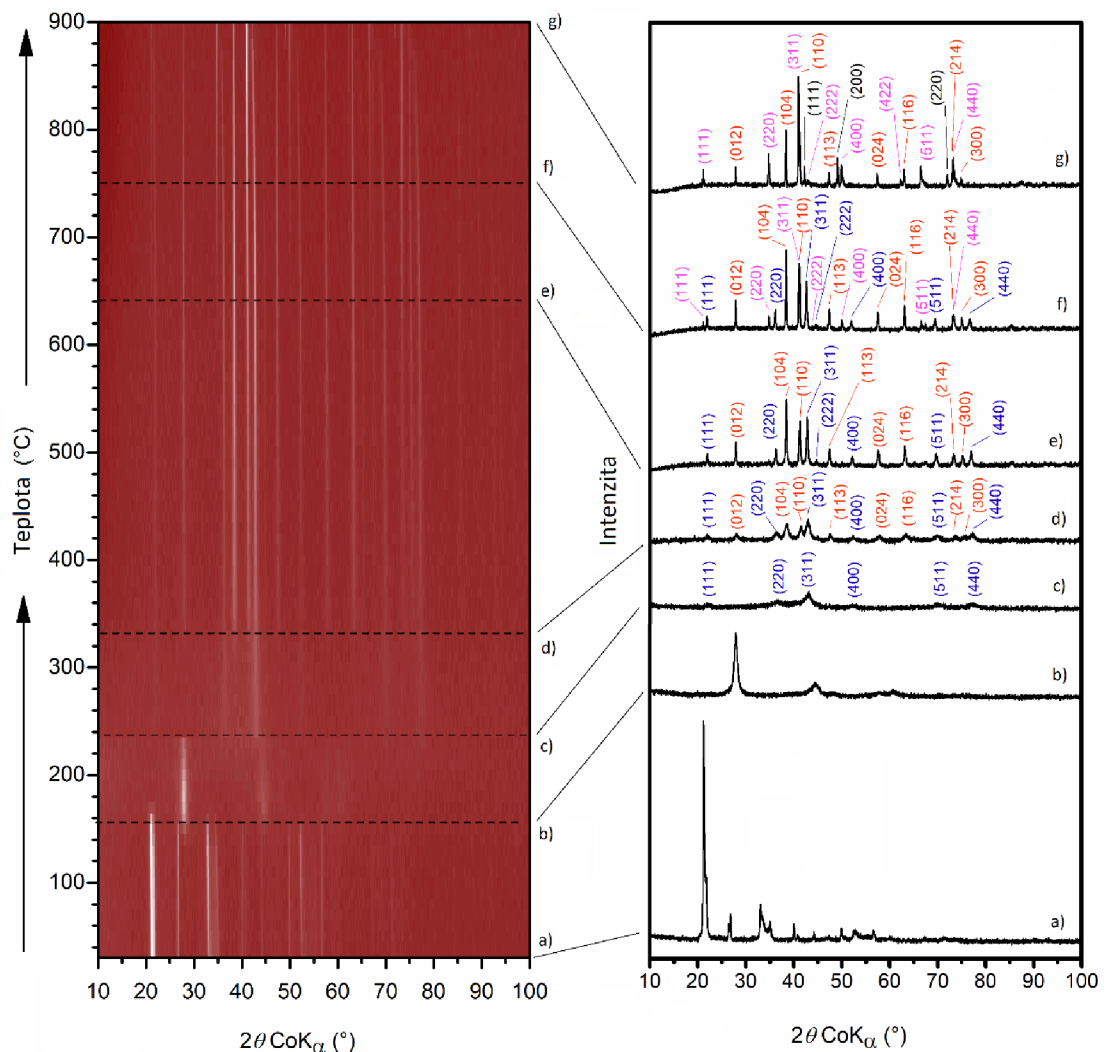 900
800
700
600
500
400
300
200
100
Teplota (°C)
10 20 30 40 50 60 70 80 90 100
2θ CoKα (°)
g)
f)
e)
d)
c)
b)
a)
Intenzita
(111) (012) (220) (104) (311) (110) (111) (222) (113) (200) (400) (024) (422) (116) (511) (220) (214) (440) (300)
g)
(111) (111) (012) (220) (220) (104) (311) (110) (311) (222) (222) (113) (400) (400) (024) (116) (511) (511) (214) (440) (300) (440)
f)
(111) (012) (220) (104) (110) (311) (222) (113) (400) (024) (116) (511) (214) (300) (440)
e)
(111) (012) (220) (104) (110) (311) (113) (400) (024) (116) (511) (214) (300) (440)
d)
(111) (220) (311) (400) (511) (440)
c)
b)
a)
10 20 30 40 50 60 70 80 90 100
2θ CoKα (°)